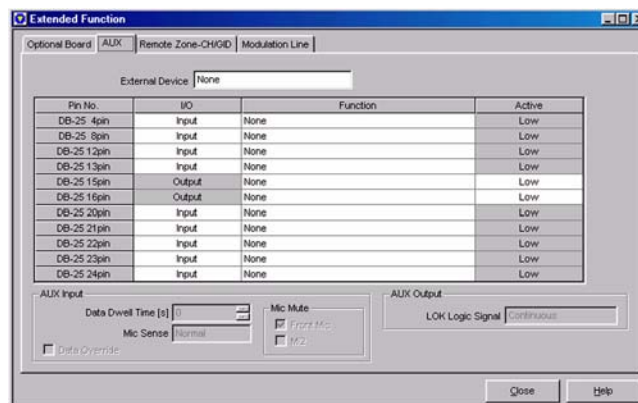 Extended Function
Optional Board AUX Remote Zone-CH/GID Modulation Line
External Device None
Pin No. I/O Function Active
DB-25 4pin Input None Low
DB-25 8pin Input None Low
DB-25 12pin Input None Low
DB-25 13pin Input None Low
DB-25 15pin Output None Low
DB-25 16pin Output None Low
DB-25 20pin Input None Low
DB-25 21pin Input None Low
DB-25 22pin Input None Low
DB-25 23pin Input None Low
DB-25 24pin Input None Low
AUX Input AUX Output
Data Dwell Time [s] 0 Mic Mute LOK Logic Signal Continuous
Mic Sense Normal Front Mic
Data Override MI2
Close Help